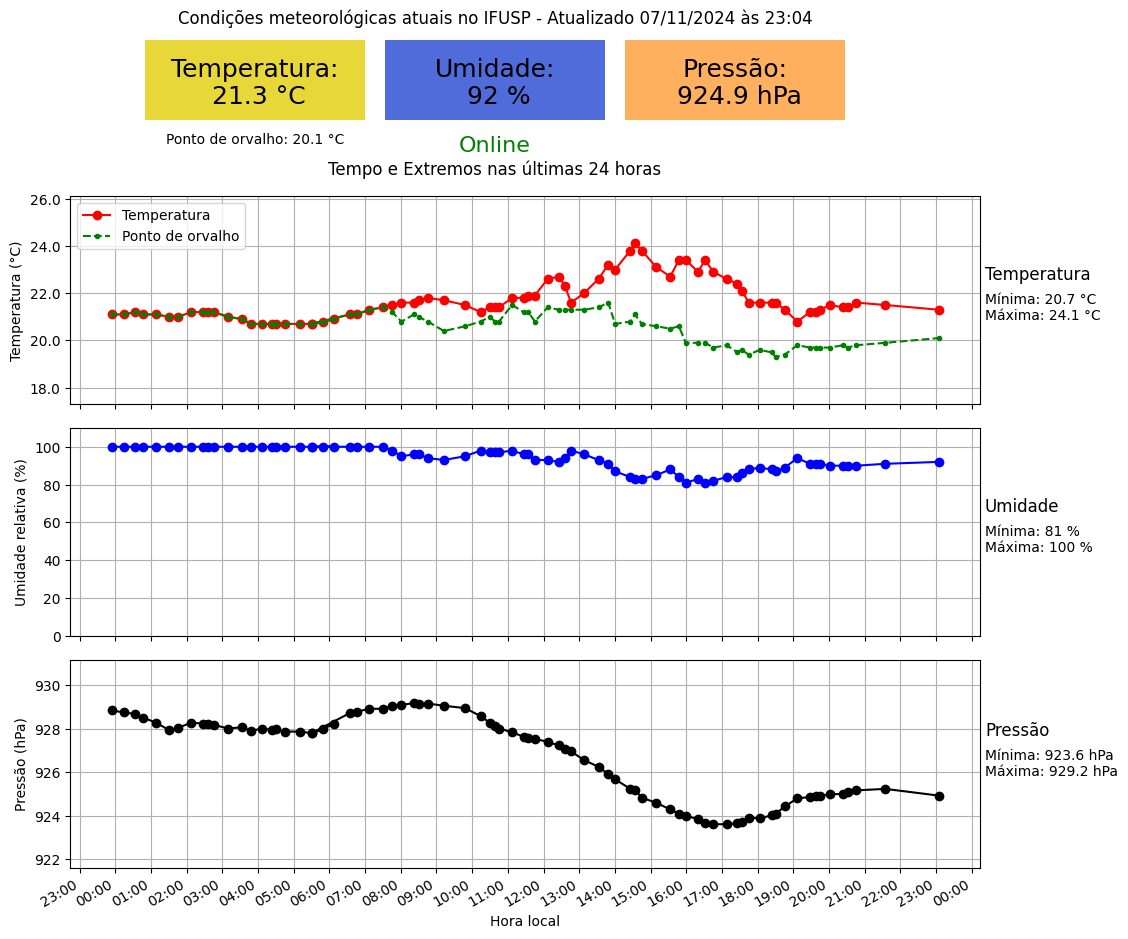 Condições meteorológicas atuais no IFUSP - Atualizado 07/11/2024 às 23:04
Temperatura:
21.3 °C
Umidade:
92 %
Pressão:
924.9 hPa
Ponto de orvalho: 20.1 °C
Online
Tempo e Extremos nas últimas 24 horas
26.0
24.0
22.0
20.0
18.0
Temperatura (°C)
Temperatura
Ponto de orvalho
Temperatura
Mínima: 20.7 °C
Máxima: 24.1 °C
100
80
60
40
20
0
Umidade relativa (%)
Umidade
Mínima: 81 %
Máxima: 100 %
930
928
926
924
922
Pressão (hPa)
Pressão
Mínima: 923.6 hPa
Máxima: 929.2 hPa
23:00 00:00 01:00 02:00 03:00 04:00 05:00 06:00 07:00 08:00 09:00 10:00 11:00 12:00 13:00 14:00 15:00 16:00 17:00 18:00 19:00 20:00 21:00 22:00 23:00 00:00
Hora local